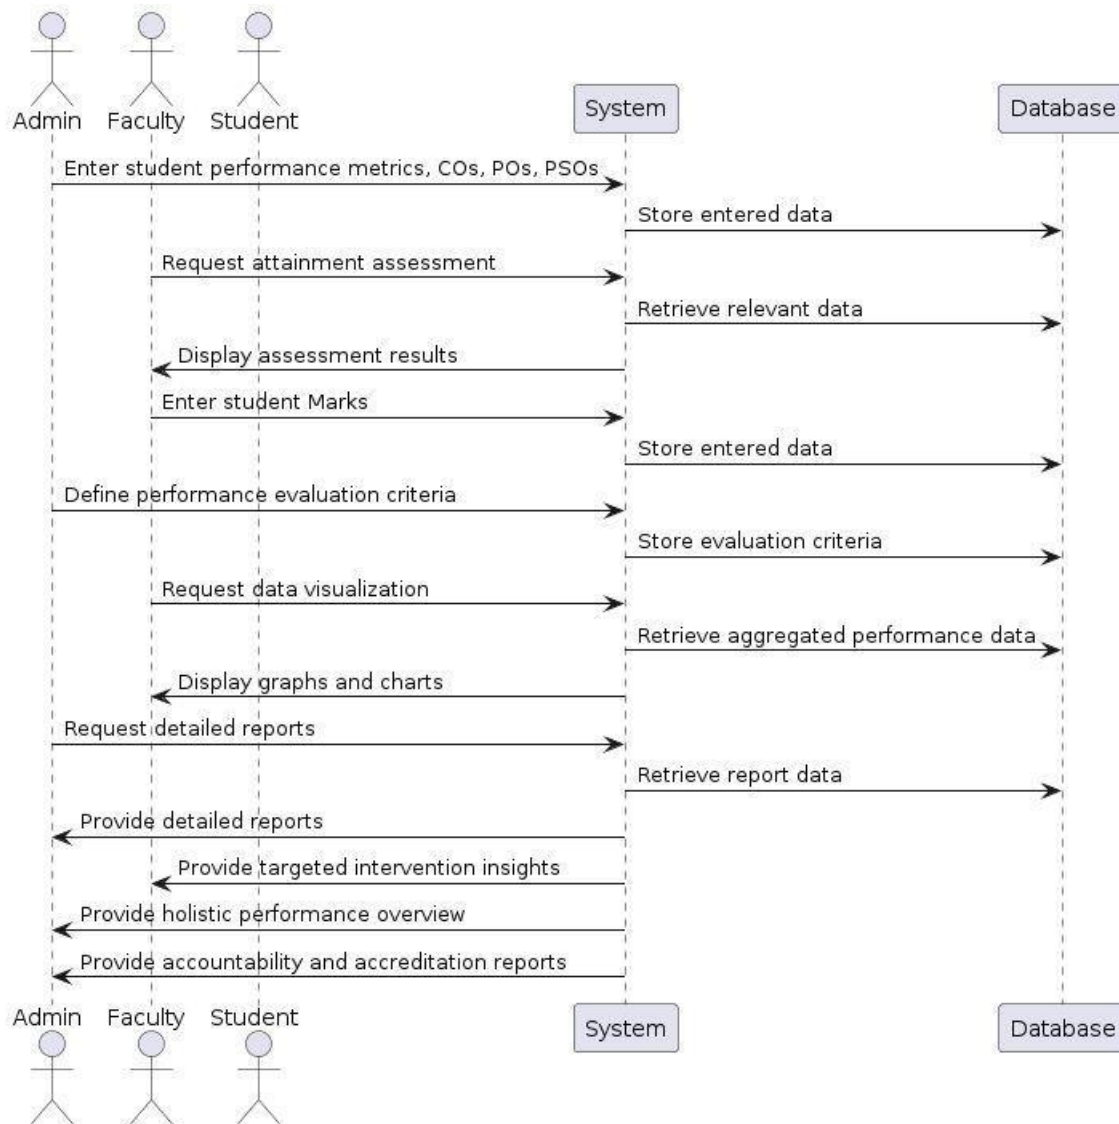 Admin Faculty Student System Database
Enter student performance metrics, COs, POs, PSOs
Store entered data
Request attainment assessment
Retrieve relevant data
Display assessment results
Enter student Marks
Store entered data
Define performance evaluation criteria
Store evaluation criteria
Request data visualization
Retrieve aggregated performance data
Display graphs and charts
Request detailed reports
Retrieve report data
Provide detailed reports
Provide targeted intervention insights
Provide holistic performance overview
Provide accountability and accreditation reports
Admin Faculty Student System Database